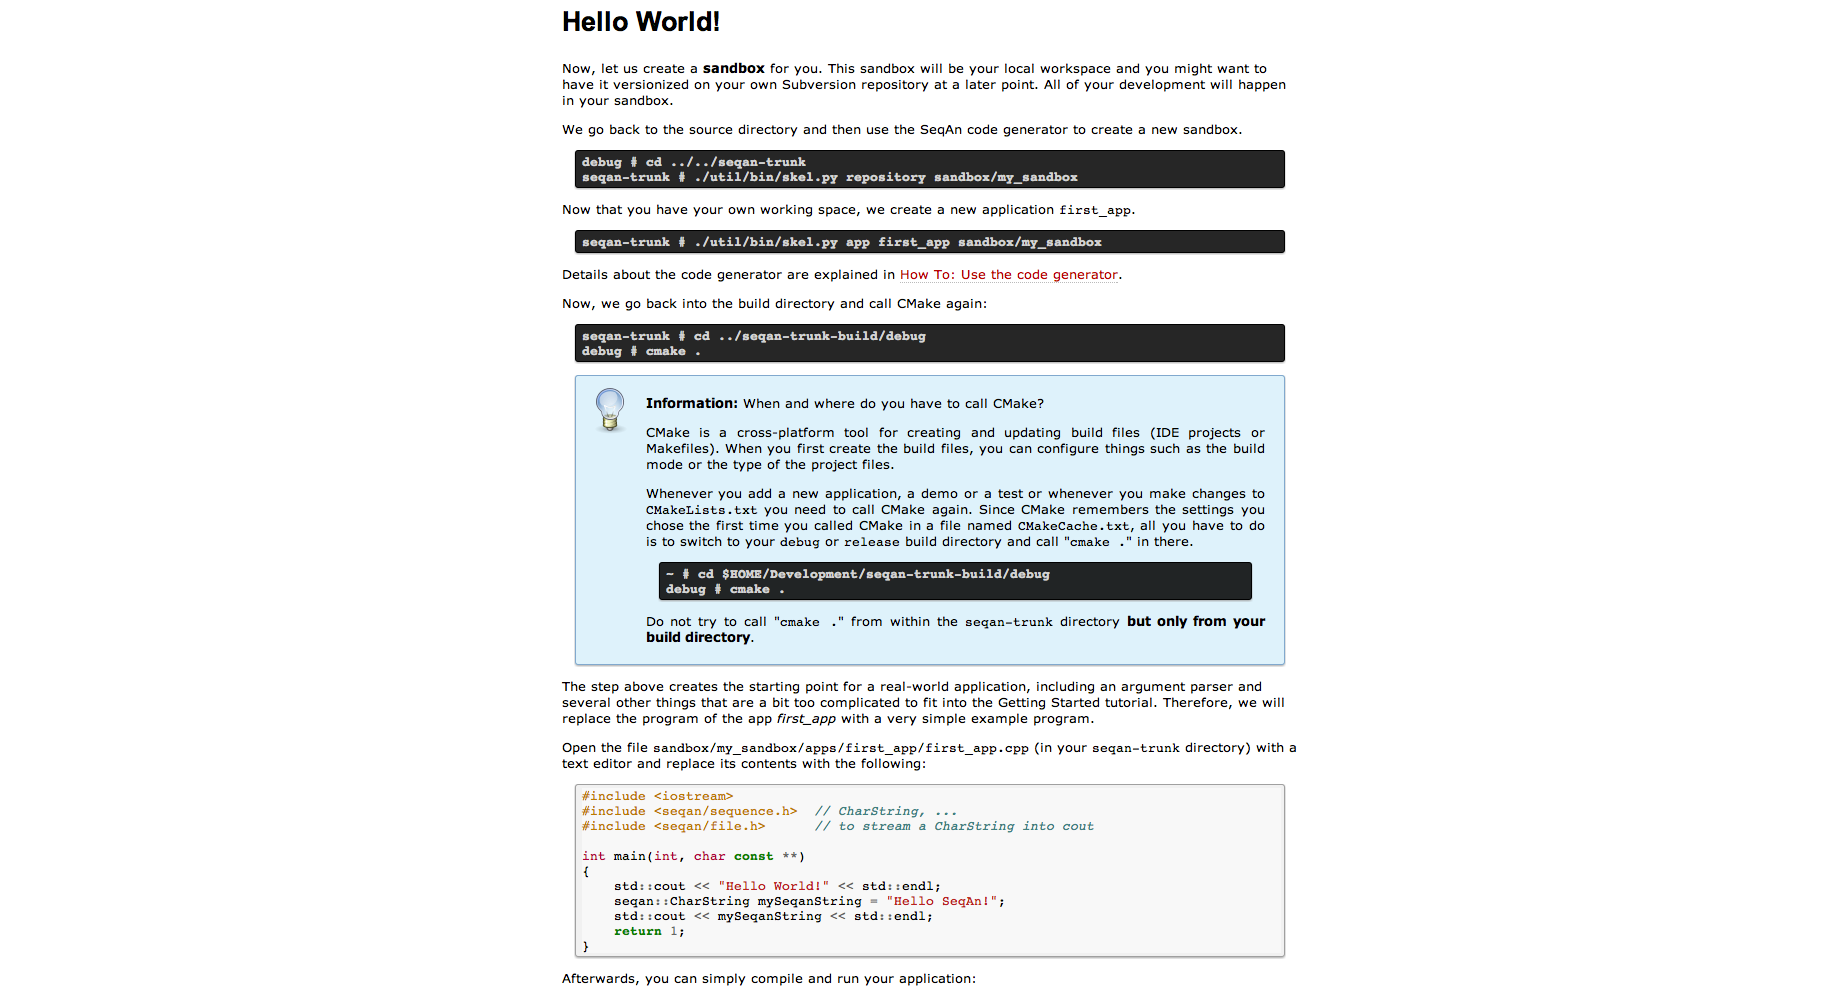 Hello World!
Now, let us create a sandbox for you. This sandbox will be your local workspace and you might want to
have it versionized on your own Subversion repository at a later point. All of your development will happen
in your sandbox.
We go back to the source directory and then use the SeqAn code generator to create a new sandbox.
debug # cd ../../seqan-trunk
seqan-trunk # ./util/bin/skel.py repository sandbox/my_sandbox
Now that you have your own working space, we create a new application first_app.
seqan-trunk # ./util/bin/skel.py app first_app sandbox/my_sandbox
Details about the code generator are explained in How To: Use the code generator.
Now, we go back into the build directory and call CMake again:
seqan-trunk # cd ../seqan-trunk-build/debug
debug # cmake .
Information: When and where do you have to call CMake?
CMake is a cross-platform tool for creating and updating build files (IDE projects or
Makefiles). When you first create the build files, you can configure things such as the build
mode or the type of the project files.
Whenever you add a new application, a demo or a test or whenever you make changes to
CMakeLists.txt you need to call CMake again. Since CMake remembers the settings you
chose the first time you called CMake in a file named CMakeCache.txt, all you have to do
is to switch to your debug or release build directory and call "cmake ." in there.
~ # cd $HOME/Development/seqan-trunk-build/debug
debug # cmake .
Do not try to call "cmake ." from within the seqan-trunk directory but only from your
build directory.
The step above creates the starting point for a real-world application, including an argument parser and
several other things that are a bit too complicated to fit into the Getting Started tutorial. Therefore, we will
replace the program of the app first_app with a very simple example program.
Open the file sandbox/my_sandbox/apps/first_app/first_app.cpp (in your seqan-trunk directory) with a
text editor and replace its contents with the following:
#include <iostream>
#include <seqan/sequence.h>  // CharString, ...
#include <seqan/file.h>      // to stream a CharString into cout
int main(int, char const **)
{
    std::cout << "Hello World!" << std::endl;
    seqan::CharString mySeqanString = "Hello SeqAn!";
    std::cout << mySeqanString << std::endl;
    return 1;
}
Afterwards, you can simply compile and run your application: